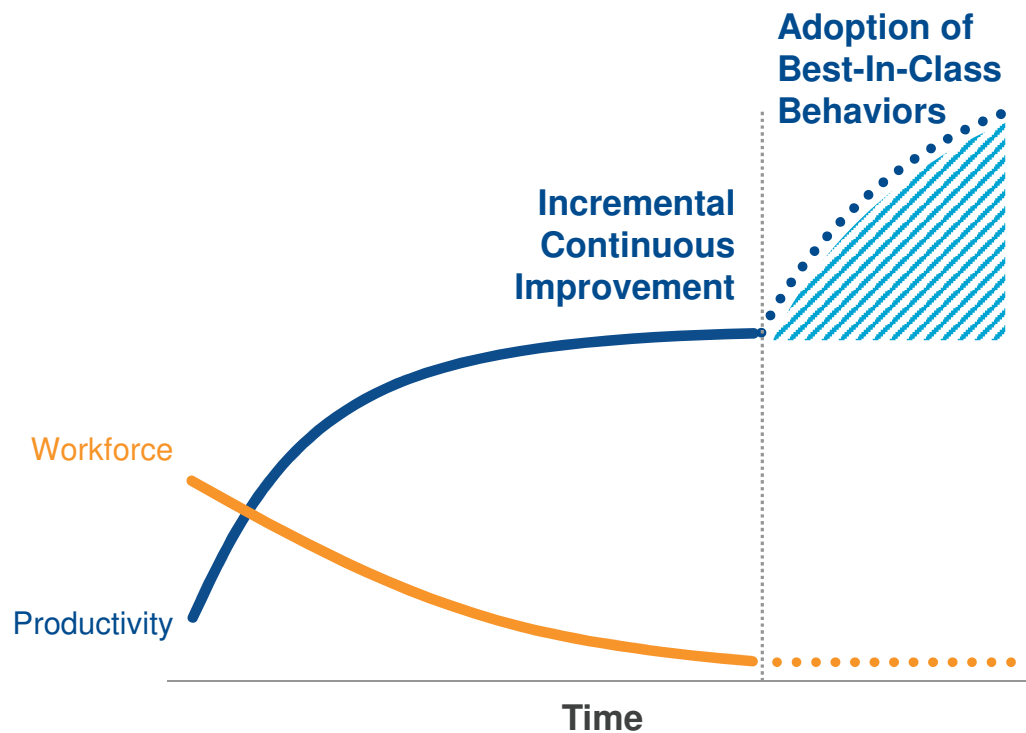 Adoption of
Best-In-Class
Behaviors
Incremental
Continuous
Improvement
Workforce
Productivity
Time